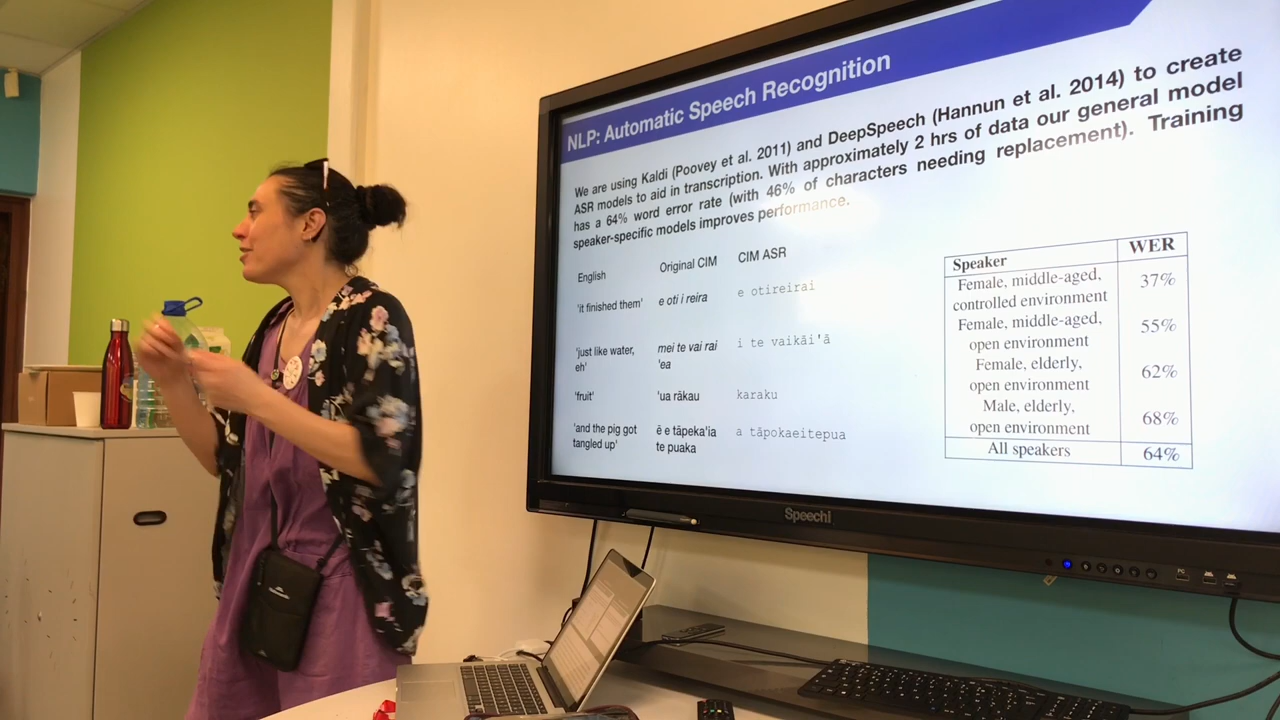 NLP: Automatic Speech Recognition
We are using Kaldi (Poovey et al. 2011) and DeepSpeech (Hannun et al. 2014) to create
ASR models to aid in transcription. With approximately 2 hrs of data our general model
has a 64% word error rate (with 46% of characters needing replacement). Training
speaker-specific models improves performance.
English Original CIM CIM ASR
'it finished them' e oti i reira e otireirai
'just like water, mei te vai rai i te vaikāi'ā
eh' 'ea
'fruit' 'ua rākau karaku
'and the pig got ē e tāpeka'ia a tāpokaeitepua
tangled up' te puaka
Speaker WER
Female, middle-aged, 37%
controlled environment
Female, middle-aged, 55%
open environment
Female, elderly, 62%
open environment
Male, elderly, 68%
open environment
All speakers 64%
SpeechI